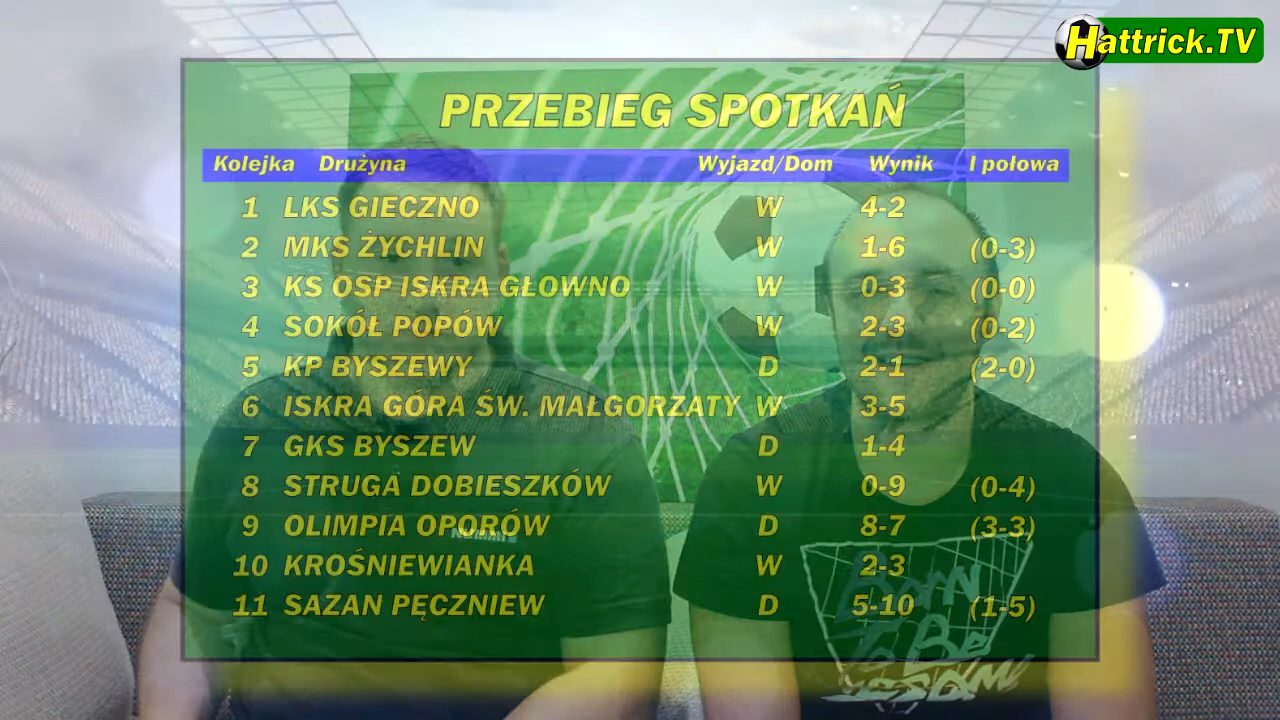 Hattrick.TV
PRZEBIEG SPOTKAŃ
Kolejka Drużyna Wyjazd/Dom Wynik I połowa
1 LKS GIECZNO W 4-2
2 MKS ŻYCHLIN W 1-6 (0-3)
3 KS OSP ISKRA GŁOWNO W 0-3 (0-0)
4 SOKÓŁ POPÓW W 2-3 (0-2)
5 KP BYSZEWY D 2-1 (2-0)
6 ISKRA GÓRA ŚW. MAŁGORZATY W 3-5
7 GKS BYSZEW D 1-4
8 STRUGA DOBIESZKÓW W 0-9 (0-4)
9 OLIMPIA OPORÓW D 8-7 (3-3)
10 KROŚNIEWIANKA W 2-3
11 SAZAN PĘCZNIEW D 5-10 (1-5)
Born
To Be